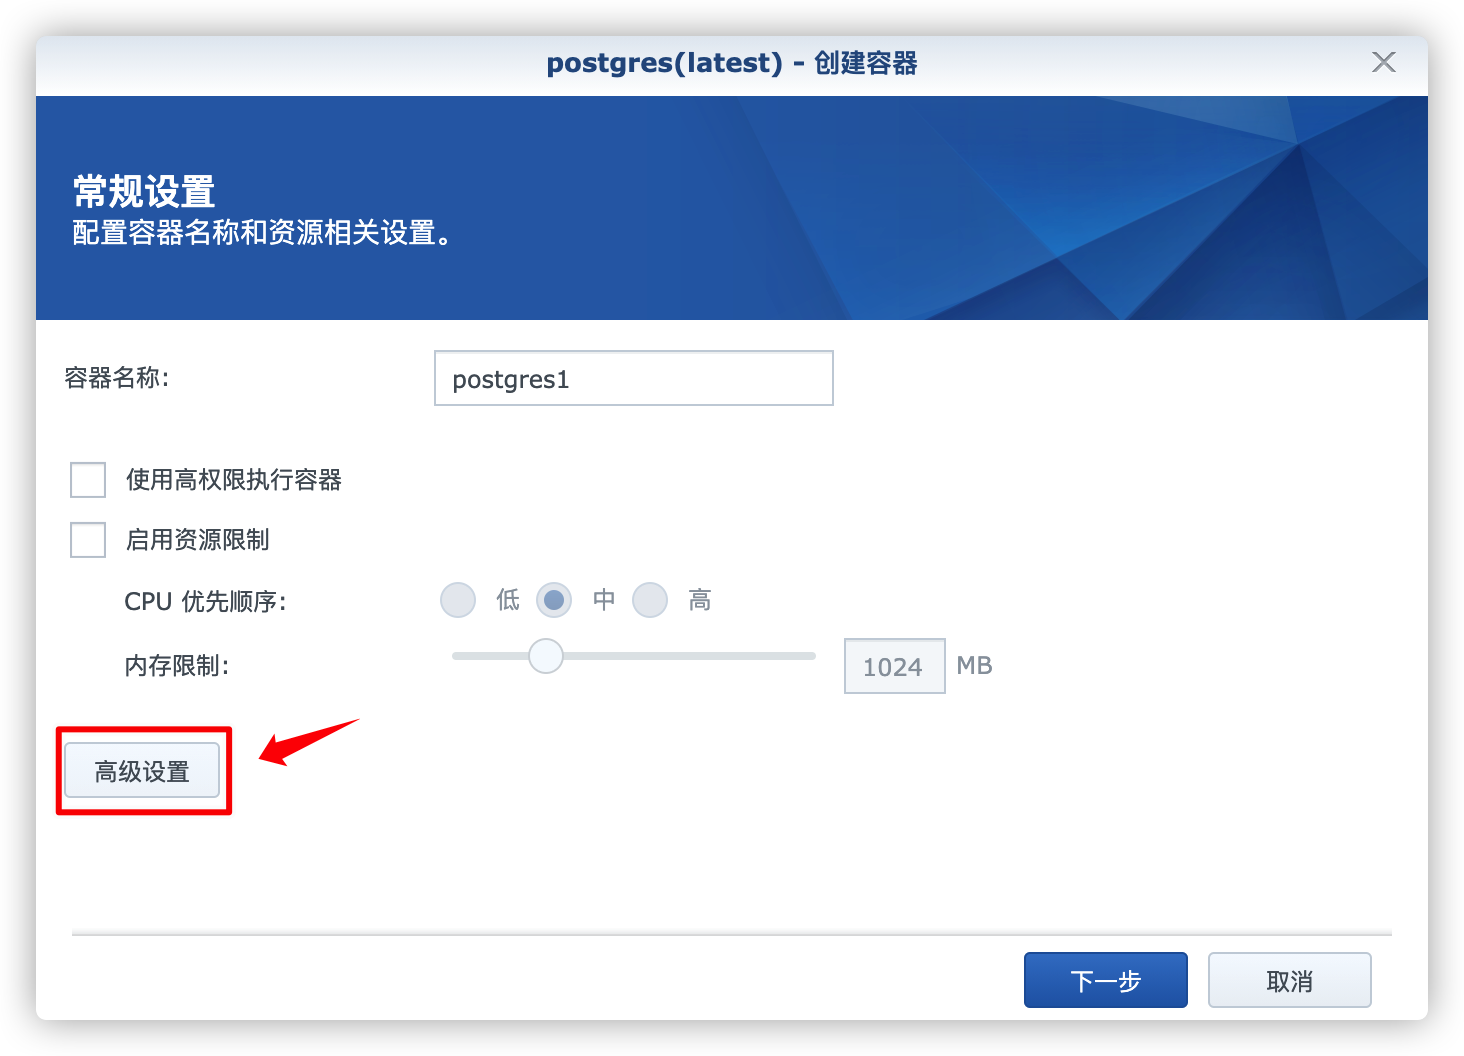 postgres(latest) - 创建容器
常规设置
配置容器名称和资源相关设置。
容器名称: postgres1
使用高权限执行容器
启用资源限制
CPU 优先顺序: 低 中 高
内存限制: 1024 MB
高级设置
下一步 取消